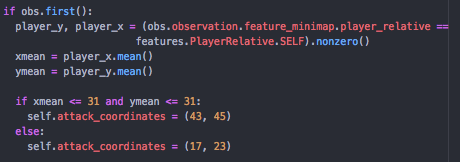 if obs.first():
  player_y, player_x = (obs.observation.feature_minimap.player_relative ==
                        features.PlayerRelative.SELF).nonzero()
  xmean = player_x.mean()
  ymean = player_y.mean()

  if xmean <= 31 and ymean <= 31:
    self.attack_coordinates = (43, 45)
  else:
    self.attack_coordinates = (17, 23)